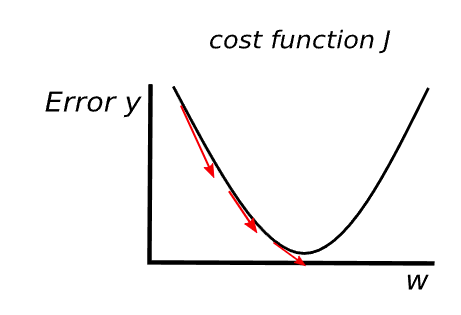 cost function J
Error y
w